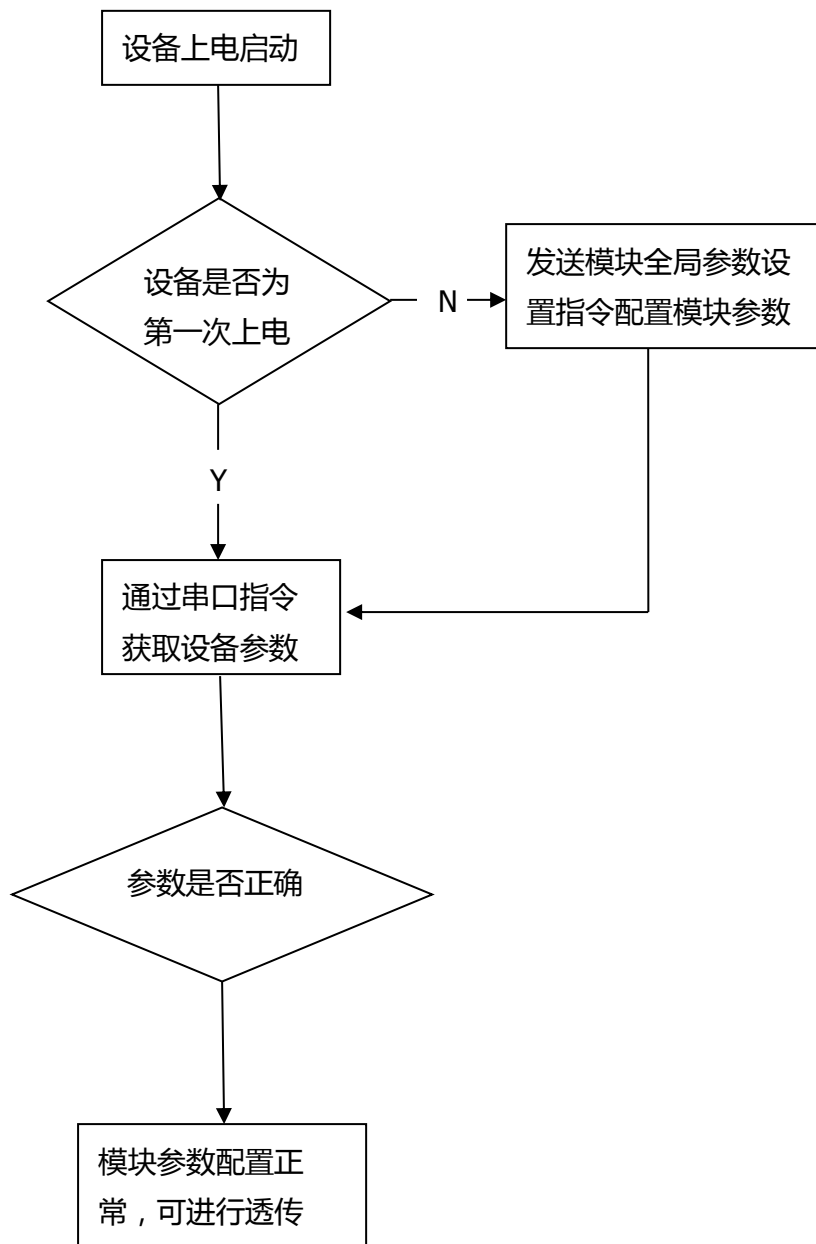 设备上电启动
设备是否为
第一次上电
N
发送模块全局参数设
置指令配置模块参数
Y
通过串口指令
获取设备参数
参数是否正确
模块参数配置正
常，可进行透传